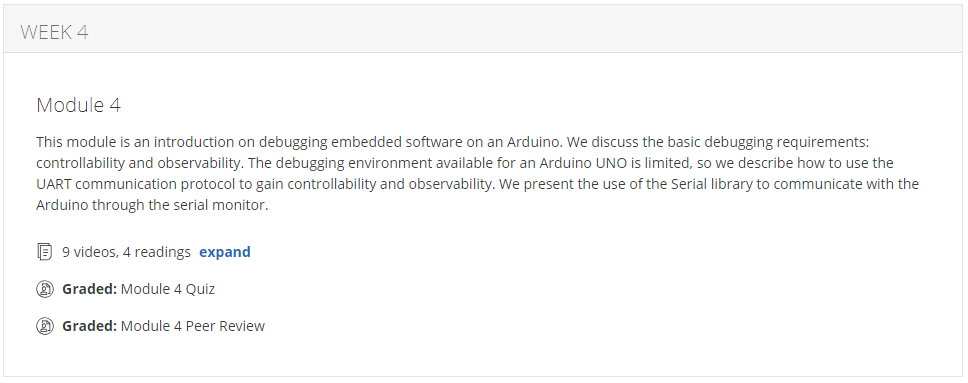 WEEK 4
Module 4
This module is an introduction on debugging embedded software on an Arduino. We discuss the basic debugging requirements:
controllability and observability. The debugging environment available for an Arduino UNO is limited, so we describe how to use the
UART communication protocol to gain controllability and observability. We present the use of the Serial library to communicate with the
Arduino through the serial monitor.
9 videos, 4 readings expand
Graded: Module 4 Quiz
Graded: Module 4 Peer Review